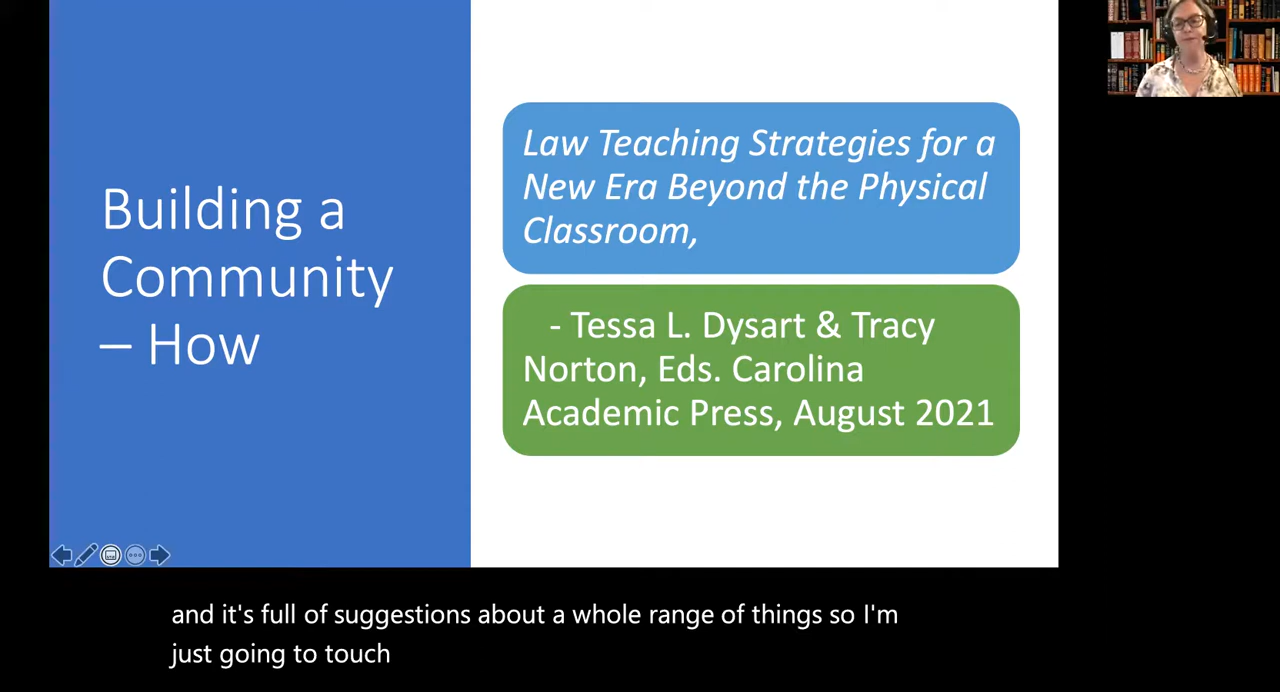 Building a
Community
– How
Law Teaching Strategies for a
New Era Beyond the Physical
Classroom,
- Tessa L. Dysart & Tracy
Norton, Eds. Carolina
Academic Press, August 2021
and it's full of suggestions about a whole range of things so I'm
just going to touch